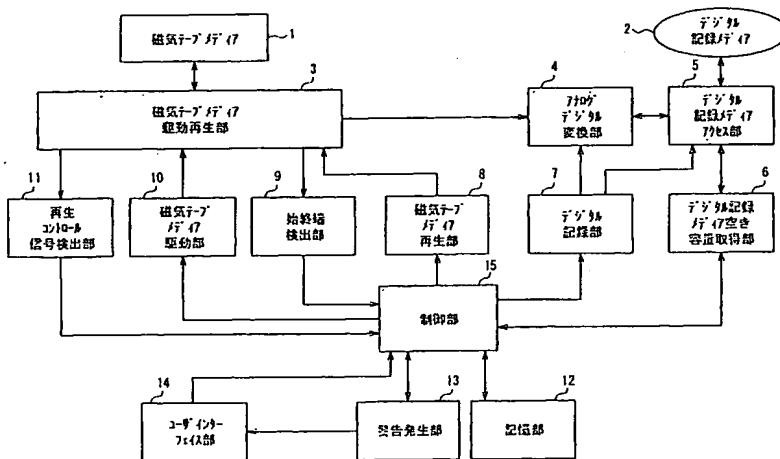 磁気テープメディア
1
デジタル
記録メディア
2
3
磁気テープメディア
駆動再生部
4
アナログ
デジタル
変換部
5
デジタル
記録メディア
アクセス部
11
再生
コントロール
信号検出部
10
磁気テープ
メディア
駆動部
9
始終端
検出部
8
磁気テープ
メディア
再生部
7
デジタル
記録部
6
デジタル記録
メディア空き
容量取得部
15
制御部
14
ユーザインター
フェイス部
13
警告発生部
12
記憶部